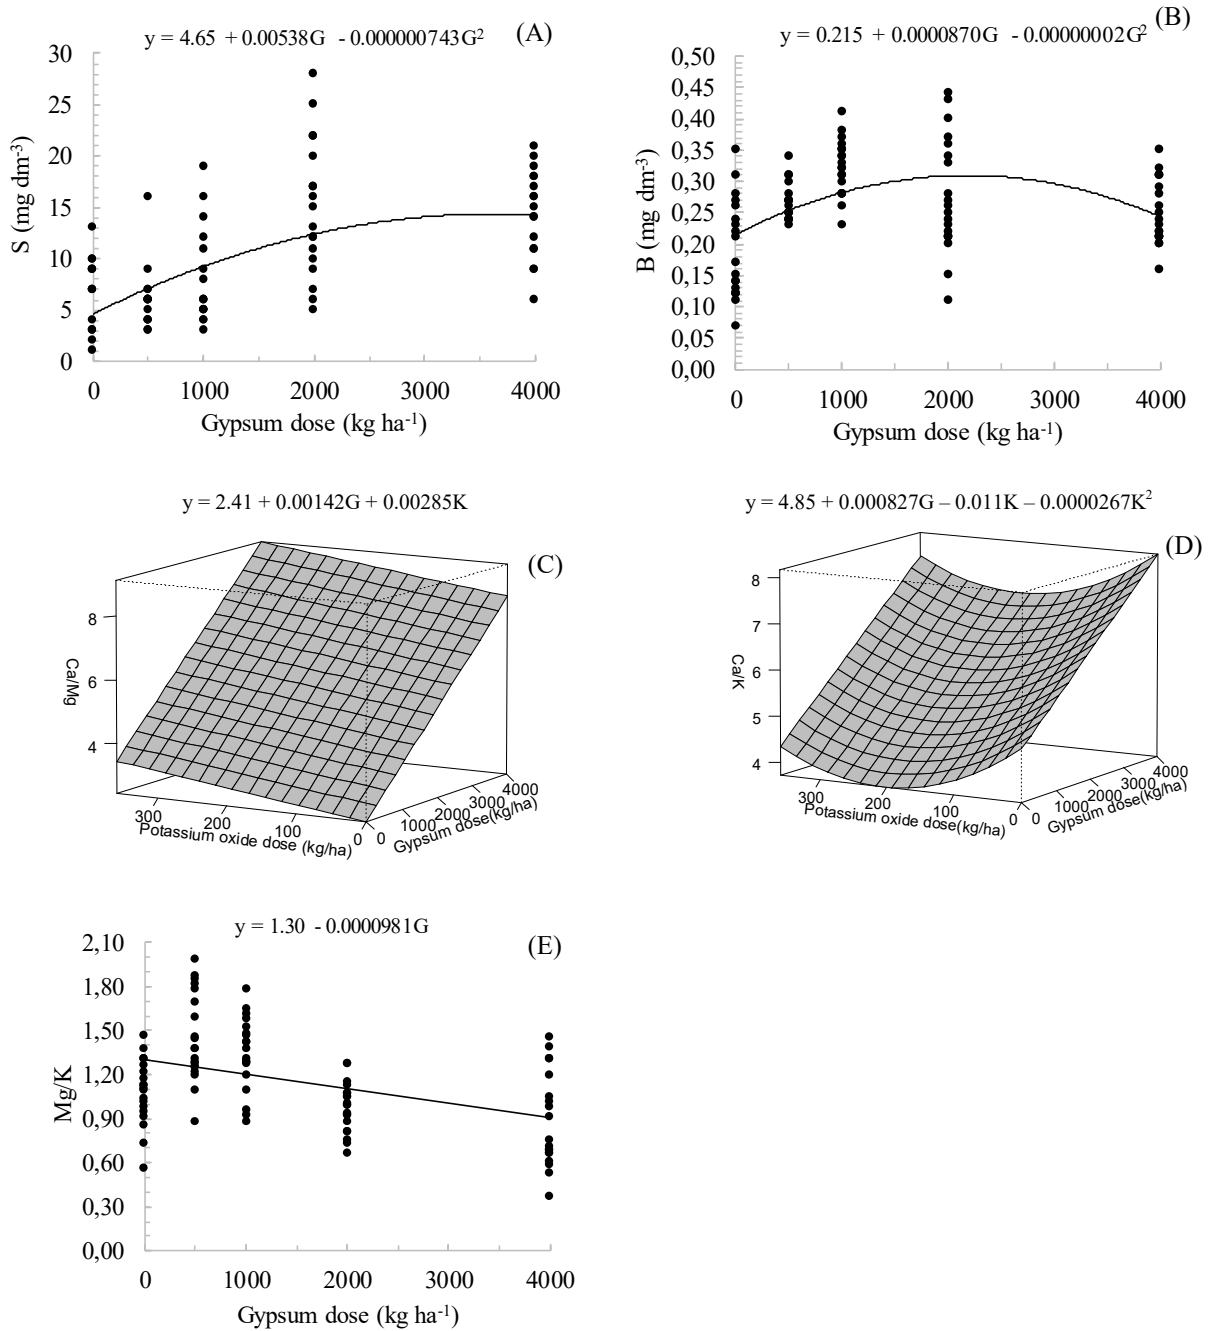 y = 4.65 + 0.00538G - 0.000000743G²
(A)
S (mg dm⁻³)
30
25
20
15
10
5
0
0 1000 2000 3000 4000
Gypsum dose (kg ha⁻¹)
y = 0.215 + 0.0000870G - 0.00000002G²
(B)
B (mg dm⁻³)
0,50
0,45
0,40
0,35
0,30
0,25
0,20
0,15
0,10
0,05
0,00
0 1000 2000 3000 4000
Gypsum dose (kg ha⁻¹)
y = 2.41 + 0.00142G + 0.00285K
(C)
Ca/Mg
8
6
4
300 200 100 0
Potassium oxide dose (kg/ha)
0 1000 2000 3000 4000
Gypsum dose(kg/ha)
y = 4.85 + 0.000827G – 0.011K – 0.0000267K²
(D)
Ca/K
8
7
6
5
4
300 200 100 0
Potassium oxide dose(kg/ha)
0 1000 2000 3000 4000
Gypsum dose(kg/ha)
y = 1.30 - 0.0000981G
(E)
Mg/K
2,10
1,80
1,50
1,20
0,90
0,60
0,30
0,00
0 1000 2000 3000 4000
Gypsum dose (kg ha⁻¹)